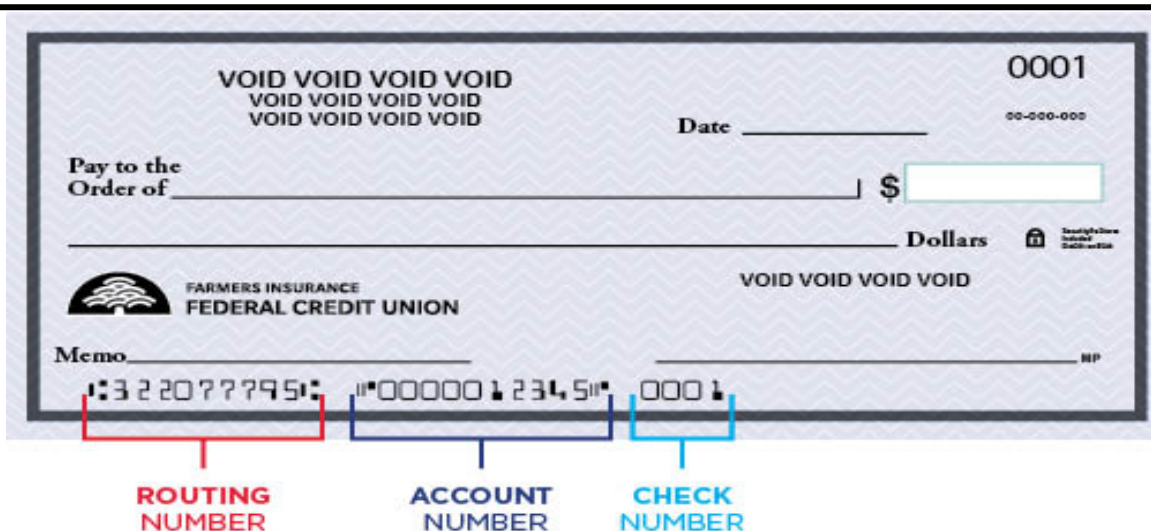 VOID VOID VOID VOID
VOID VOID VOID VOID
VOID VOID VOID VOID
0001
Date
00-000-000
Pay to the
Order of
$
Dollars
FARMERS INSURANCE
FEDERAL CREDIT UNION
VOID VOID VOID VOID
Memo
MP
⑆322077795⑆ ⑈0000012345⑈ 0001
ROUTING ACCOUNT CHECK
NUMBER NUMBER NUMBER